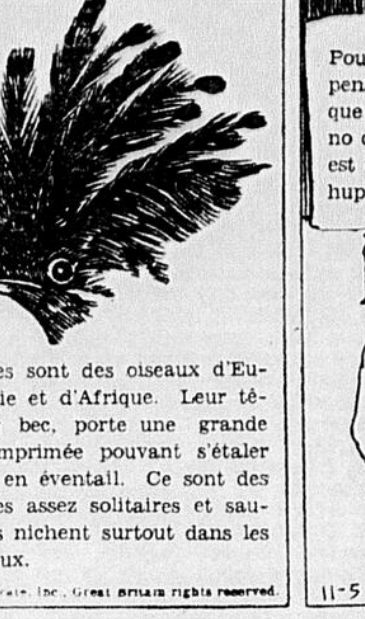 es sont des oiseaux d'Eu-
ie et d'Afrique. Leur tê-
bec, porte une grande
mprimée pouvant s'étaler
en éventail. Ce sont des
es assez solitaires et sau-
s nichent surtout dans les
ux.
Inc., Great Britain rights reserved.
Pou
pen
que
no
est
hup
11-5